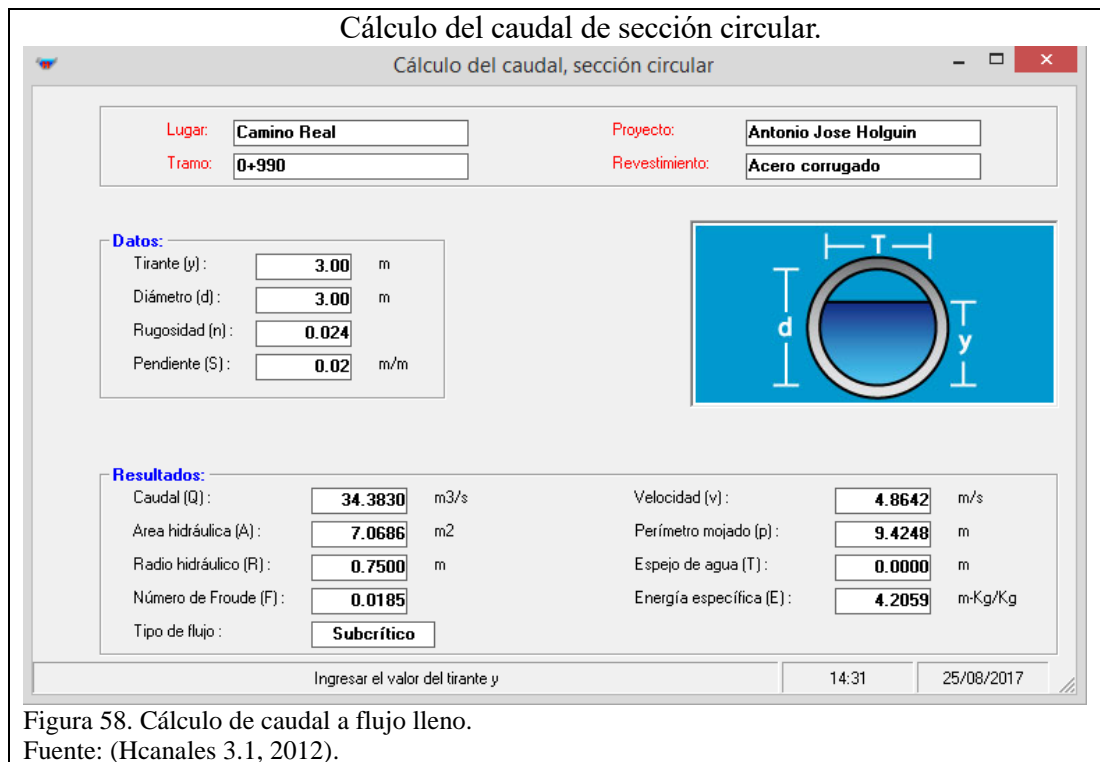 Cálculo del caudal de sección circular.
Cálculo del caudal, sección circular
Lugar: Camino Real Proyecto: Antonio Jose Holguin
Tramo: 0+990 Revestimiento: Acero corrugado
Datos:
Tirante (y) : 3.00 m
Diámetro (d) : 3.00 m
Rugosidad (n) : 0.024
Pendiente (S) : 0.02 m/m
T
d
y
Resultados:
Caudal (Q) : 34.3830 m3/s Velocidad (v) : 4.8642 m/s
Area hidráulica (A) : 7.0686 m2 Perímetro mojado (p) : 9.4248 m
Radio hidráulico (R) : 0.7500 m Espejo de agua (T) : 0.0000 m
Número de Froude (F) : 0.0185 Energía específica (E) : 4.2059 m-Kg/Kg
Tipo de flujo : Subcrítico
Ingresar el valor del tirante y 14:31 25/08/2017
Figura 58. Cálculo de caudal a flujo lleno.
Fuente: (Hcanales 3.1, 2012).